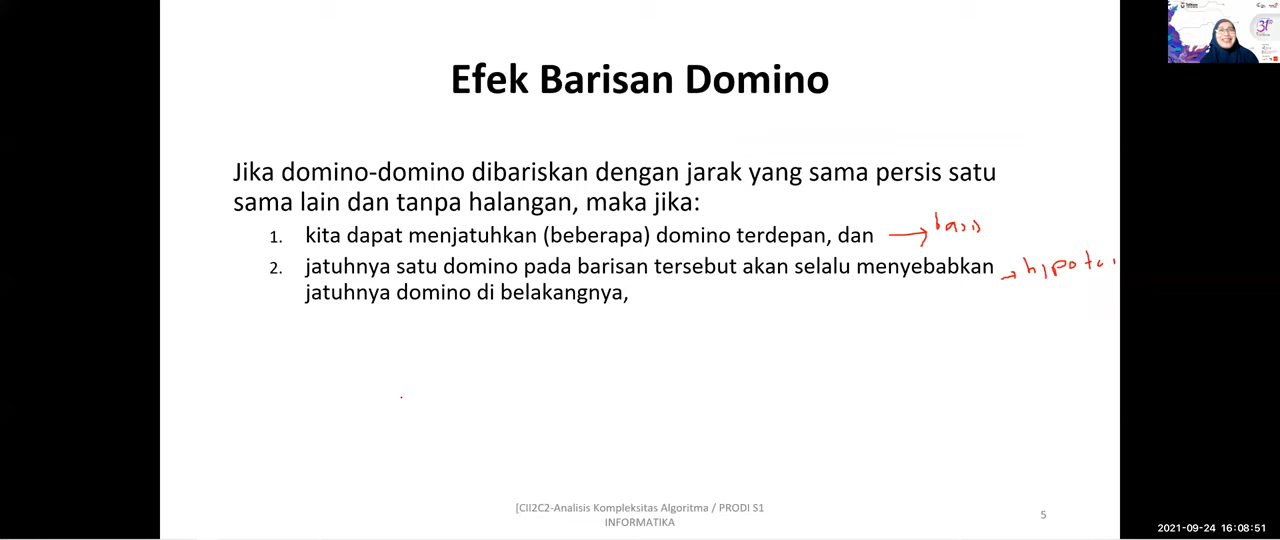 Efek Barisan Domino
Jika domino-domino dibariskan dengan jarak yang sama persis satu
sama lain dan tanpa halangan, maka jika:
1. kita dapat menjatuhkan (beberapa) domino terdepan, dan → basis
2. jatuhnya satu domino pada barisan tersebut akan selalu menyebabkan
jatuhnya domino di belakangnya,
[CII2C2-Analisis Kompleksitas Algoritma / PRODI S1
INFORMATIKA
5
2021-09-24 16:08:51